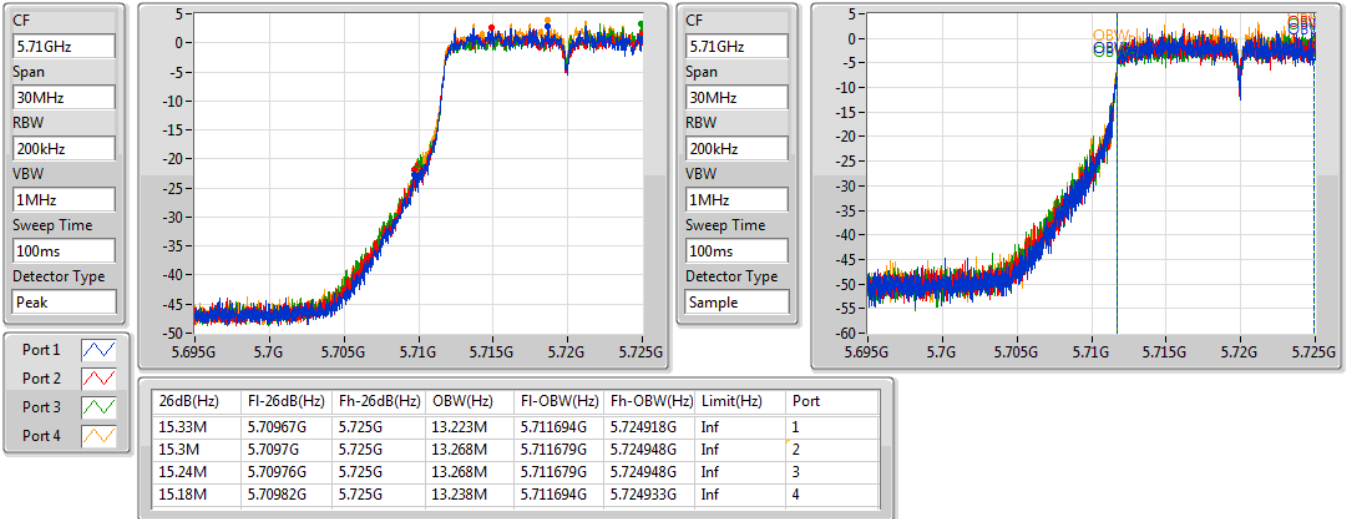 CF
5.71GHz
Span
30MHz
RBW
200kHz
VBW
1MHz
Sweep Time
100ms
Detector Type
Peak
5
0
-5
-10
-15
-20
-25
-30
-35
-40
-45
-50
5.695G 5.7G 5.705G 5.71G 5.715G 5.72G 5.725G
CF
5.71GHz
Span
30MHz
RBW
200kHz
VBW
1MHz
Sweep Time
100ms
Detector Type
Sample
5
0
-5
-10
-15
-20
-25
-30
-35
-40
-45
-50
-55
-60
OBW
OBW
OBW
OBW
5.695G 5.7G 5.705G 5.71G 5.715G 5.72G 5.725G
Port 1
Port 2
Port 3
Port 4
26dB(Hz) Fl-26dB(Hz) Fh-26dB(Hz) OBW(Hz) Fl-OBW(Hz) Fh-OBW(Hz) Limit(Hz) Port
15.33M 5.70967G 5.725G 13.223M 5.711694G 5.724918G Inf 1
15.3M 5.7097G 5.725G 13.268M 5.711679G 5.724948G Inf 2
15.24M 5.70976G 5.725G 13.268M 5.711679G 5.724948G Inf 3
15.18M 5.70982G 5.725G 13.238M 5.711694G 5.724933G Inf 4